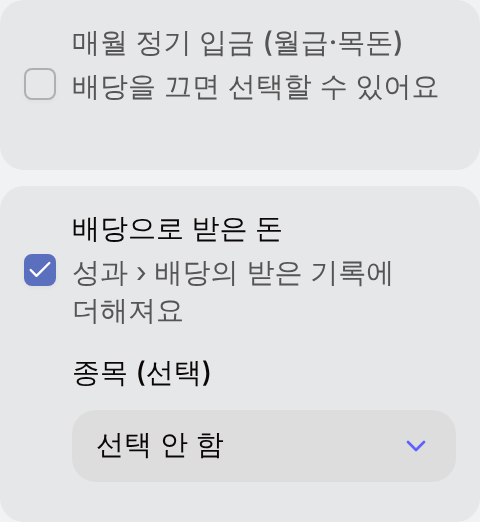 매월 정기 입금 (월급·목돈)
배당을 끄면 선택할 수 있어요
배당으로 받은 돈
성과 › 배당의 받은 기록에
더해져요
종목 (선택)
선택 안 함